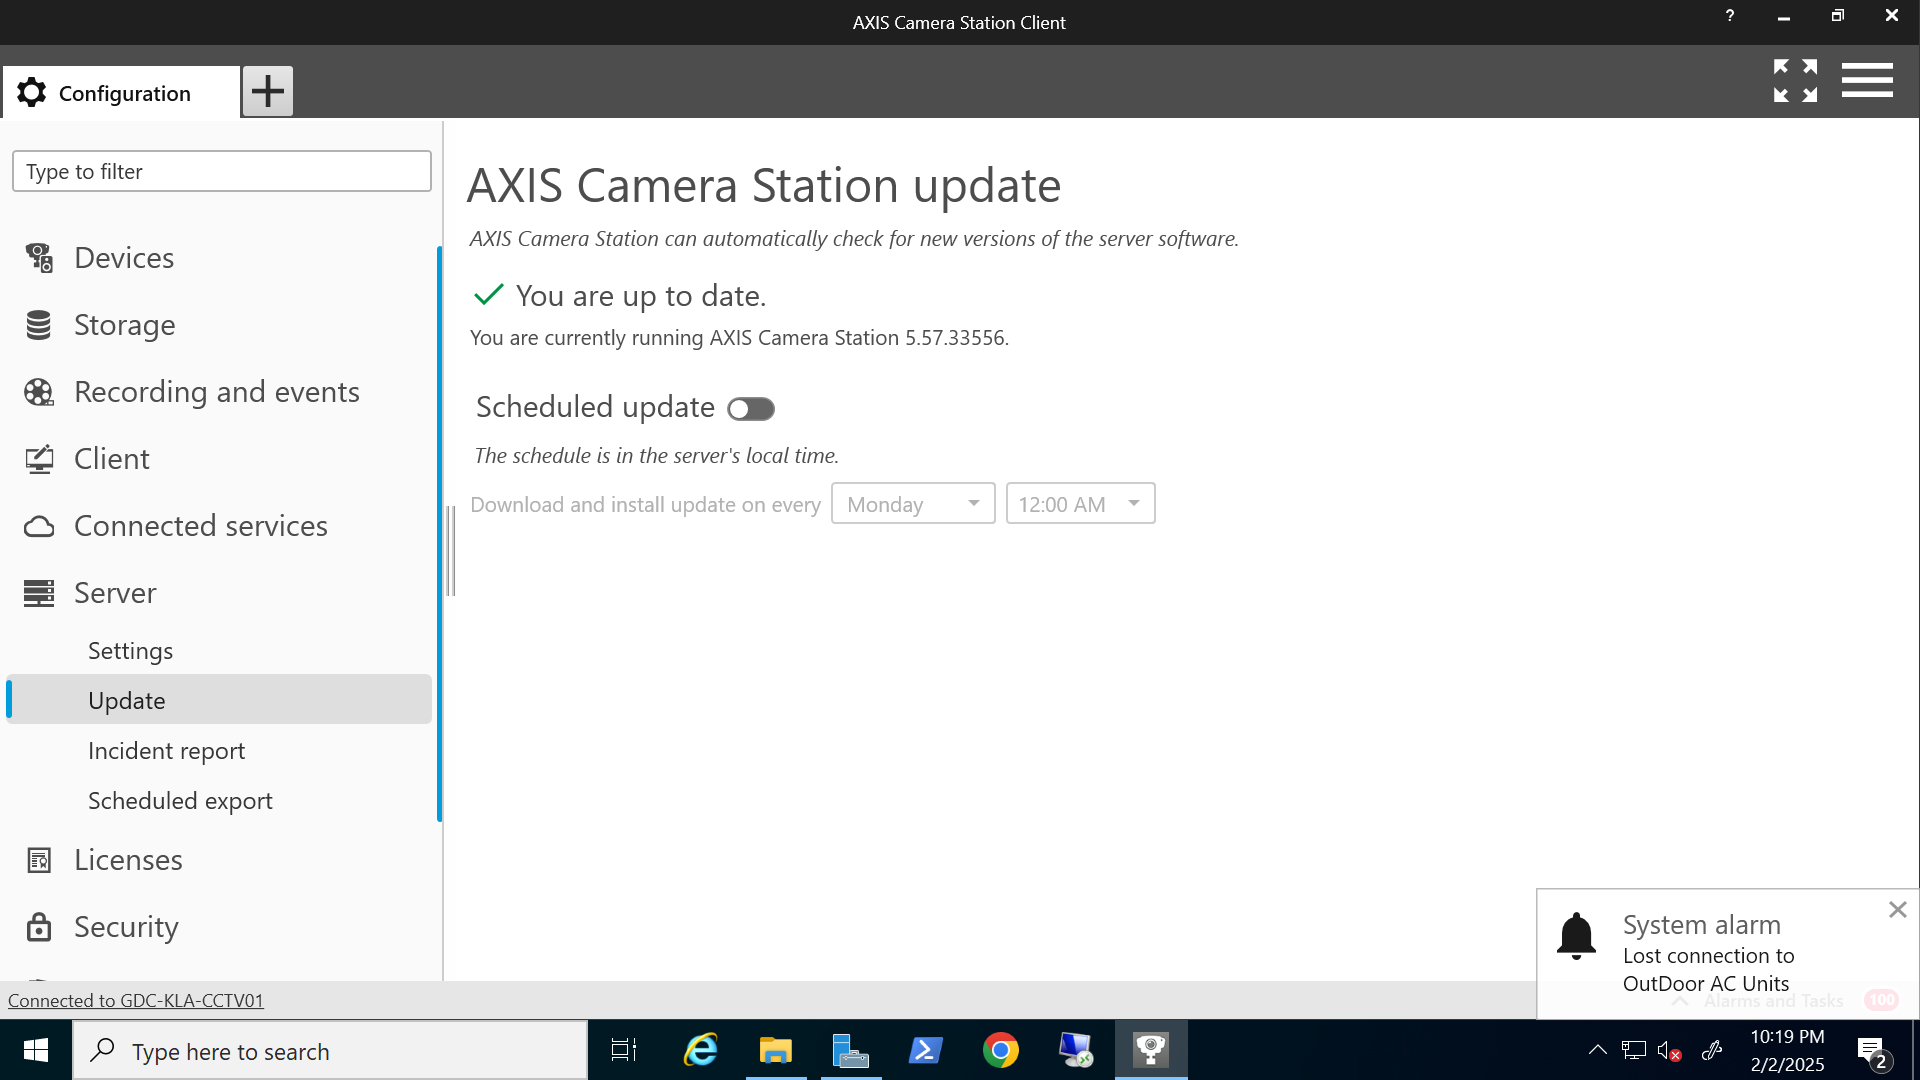 AXIS Camera Station Client
?
Configuration
Type to filter
Devices
Storage
Recording and events
Client
Connected services
Server
Settings
Update
Incident report
Scheduled export
Licenses
Security
AXIS Camera Station update
AXIS Camera Station can automatically check for new versions of the server software.
You are up to date.
You are currently running AXIS Camera Station 5.57.33556.
Scheduled update
The schedule is in the server's local time.
Download and install update on every Monday 12:00 AM
System alarm
Lost connection to
OutDoor AC Units
Connected to GDC-KLA-CCTV01
Alarms and Tasks 100
Type here to search
10:19 PM
2/2/2025
2